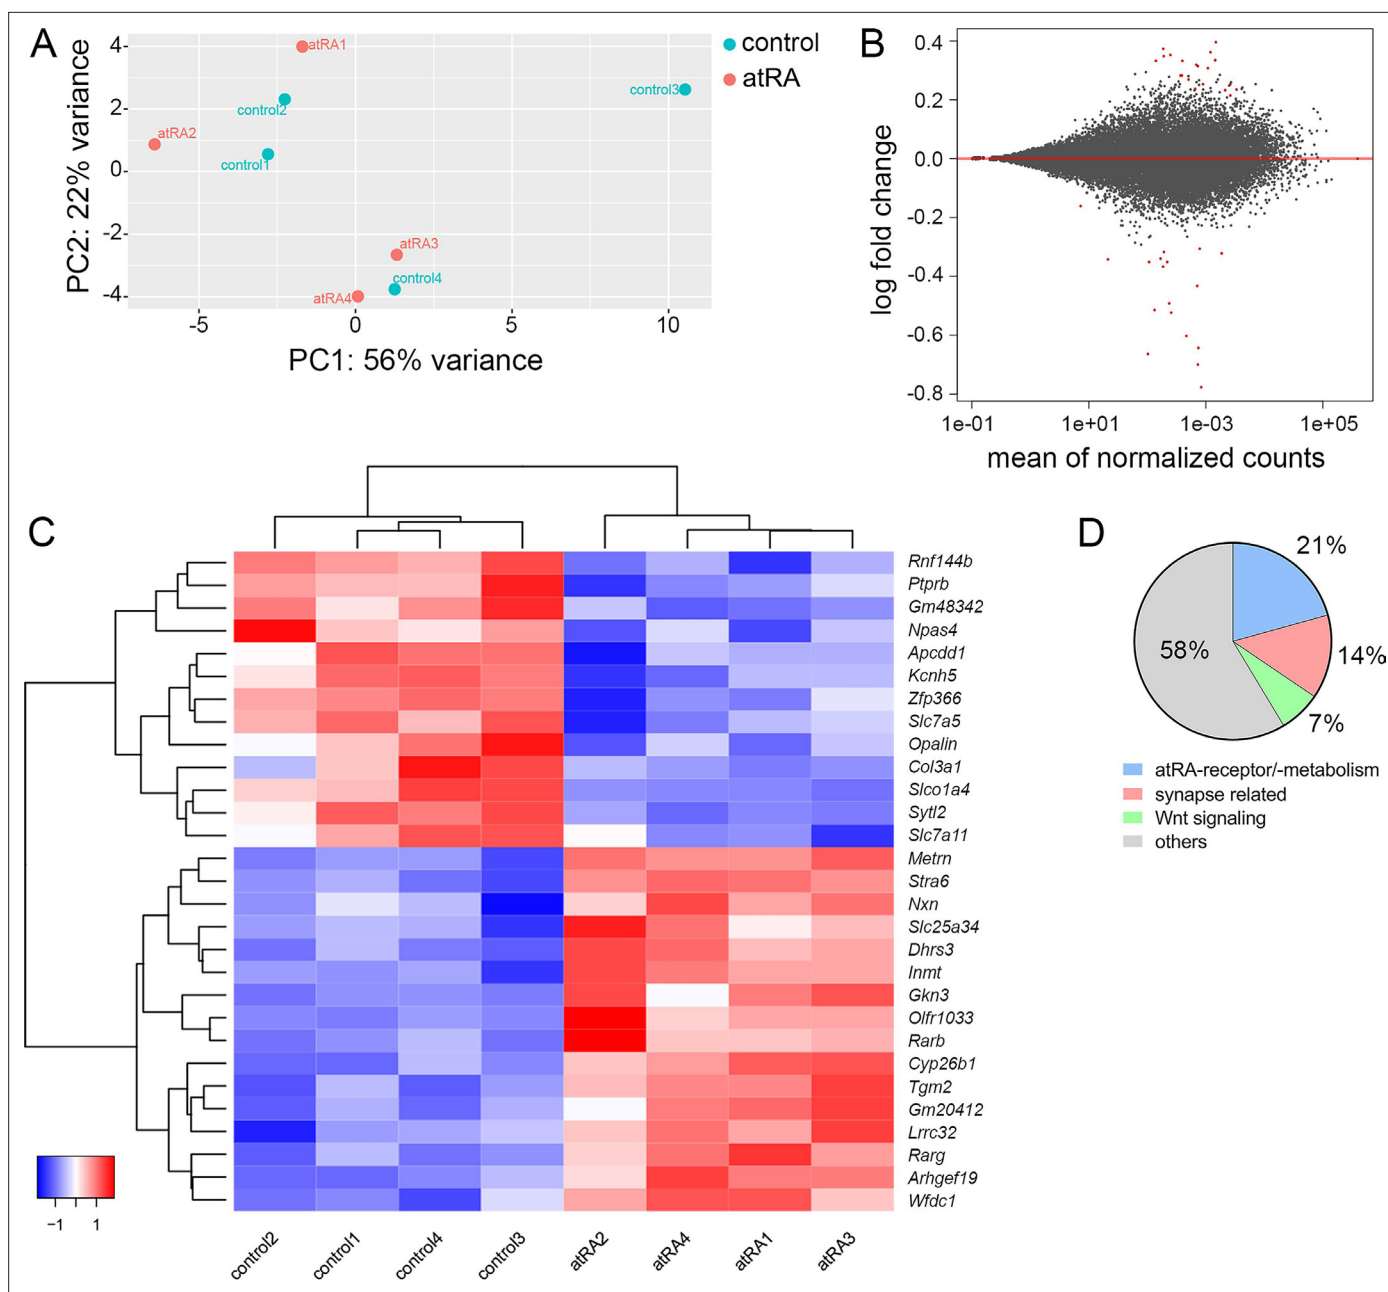 A
PC2: 22% variance
4
2
0
-2
-4
atRA1
control2
control3
atRA2
control1
atRA3
control4
atRA4
-5
0
5
10
PC1: 56% variance
control
atRA
B
log fold change
0.4
0.2
0.0
-0.2
-0.4
-0.6
-0.8
1e-01
1e+01
1e-03
1e+05
mean of normalized counts
C
Rnf144b
Ptprb
Gm48342
Npas4
Apcdd1
Kcnh5
Zfp366
Slc7a5
Opalin
Col3a1
Slco1a4
Sytl2
Slc7a11
Metrn
Stra6
Nxn
Slc25a34
Dhrs3
Inmt
Gkn3
Olfr1033
Rarb
Cyp26b1
Tgm2
Gm20412
Lrrc32
Rarg
Arhgef19
Wfdc1
−1 1
control2
control1
control4
control3
atRA2
atRA4
atRA1
atRA3
D
21%
14%
7%
58%
atRA-receptor/-metabolism
synapse related
Wnt signaling
others